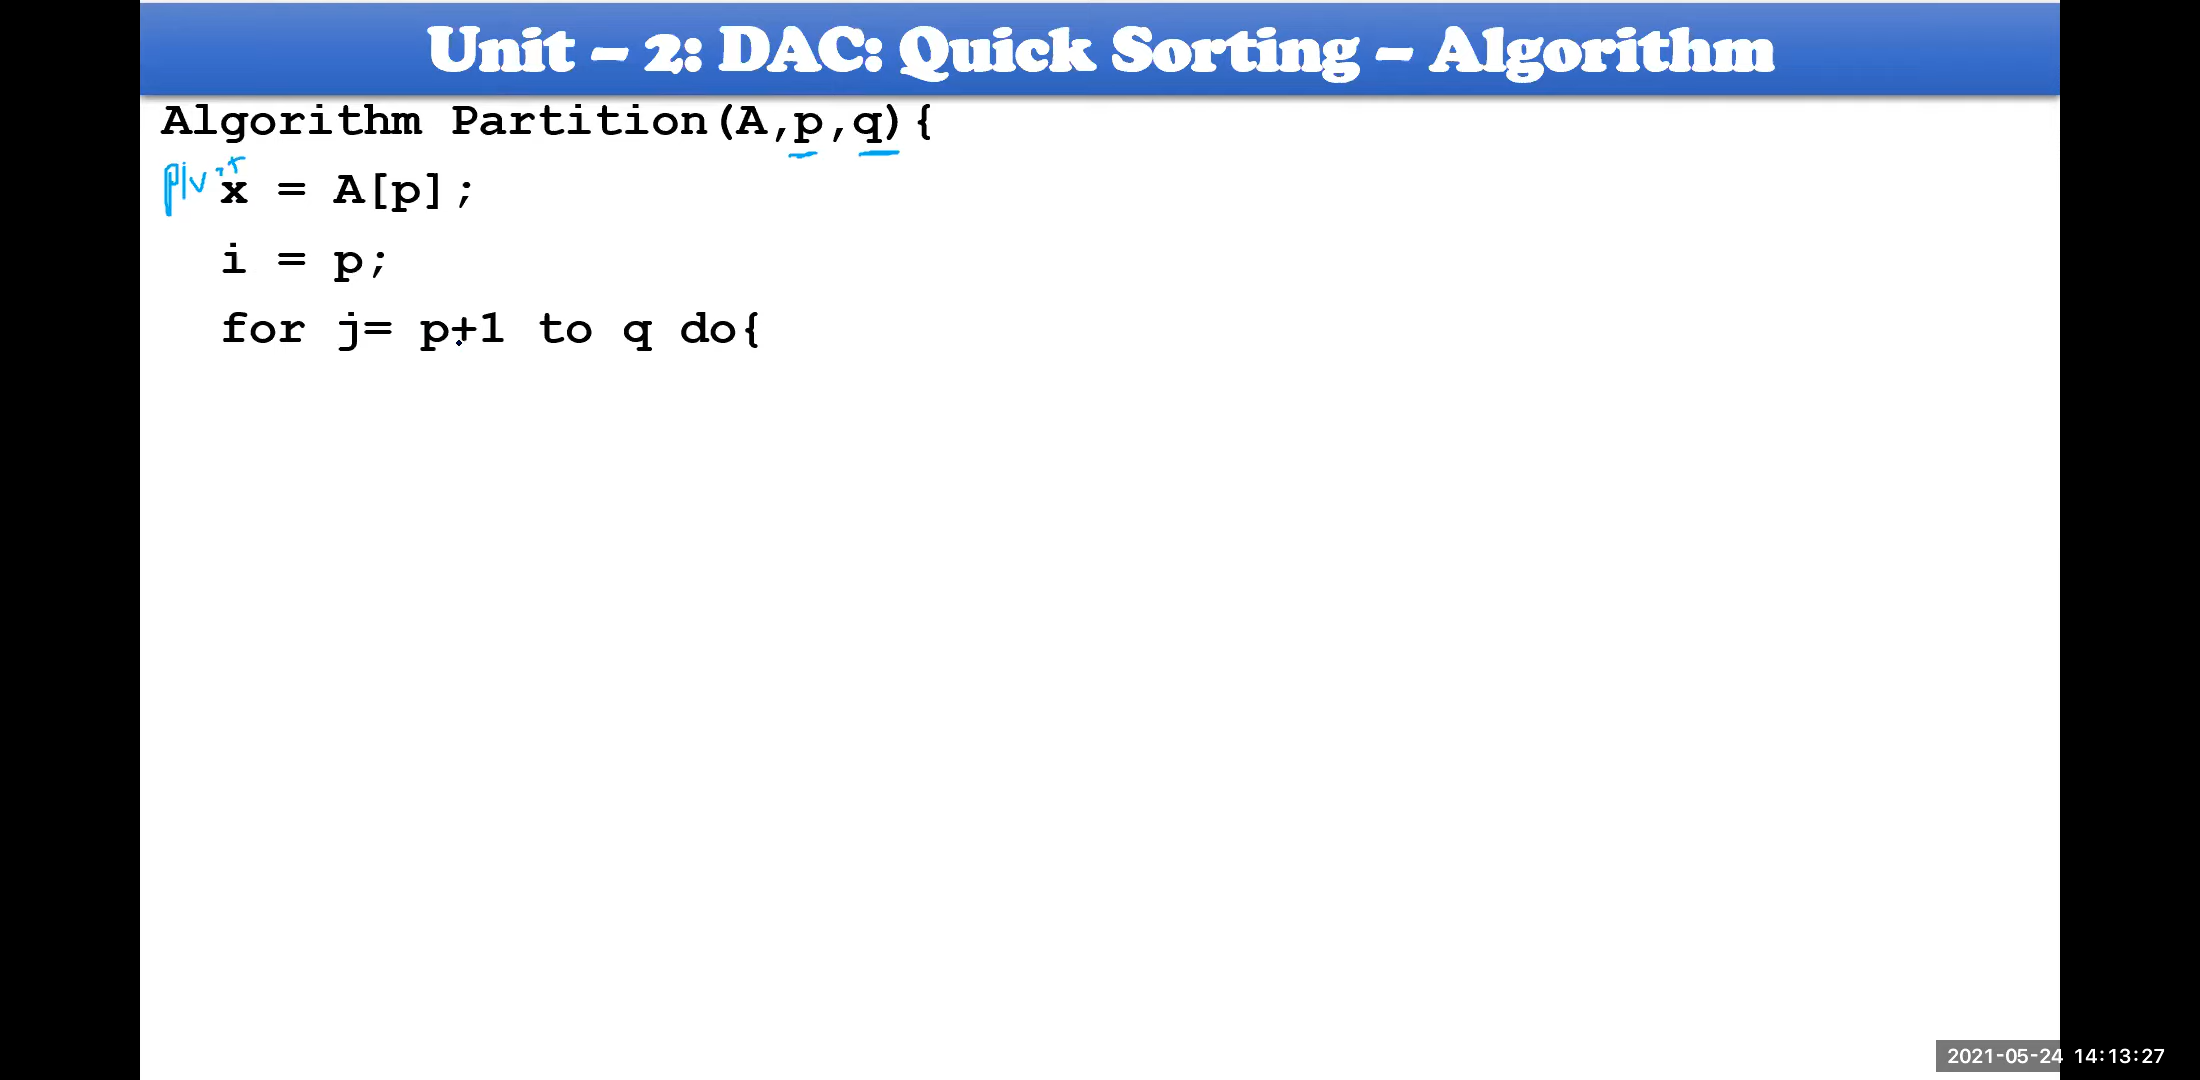 Unit – 2: DAC: Quick Sorting – Algorithm
Algorithm Partition(A,p,q){
pivot
x = A[p];
i = p;
for j= p+1 to q do{
2021-05-24 14:13:27